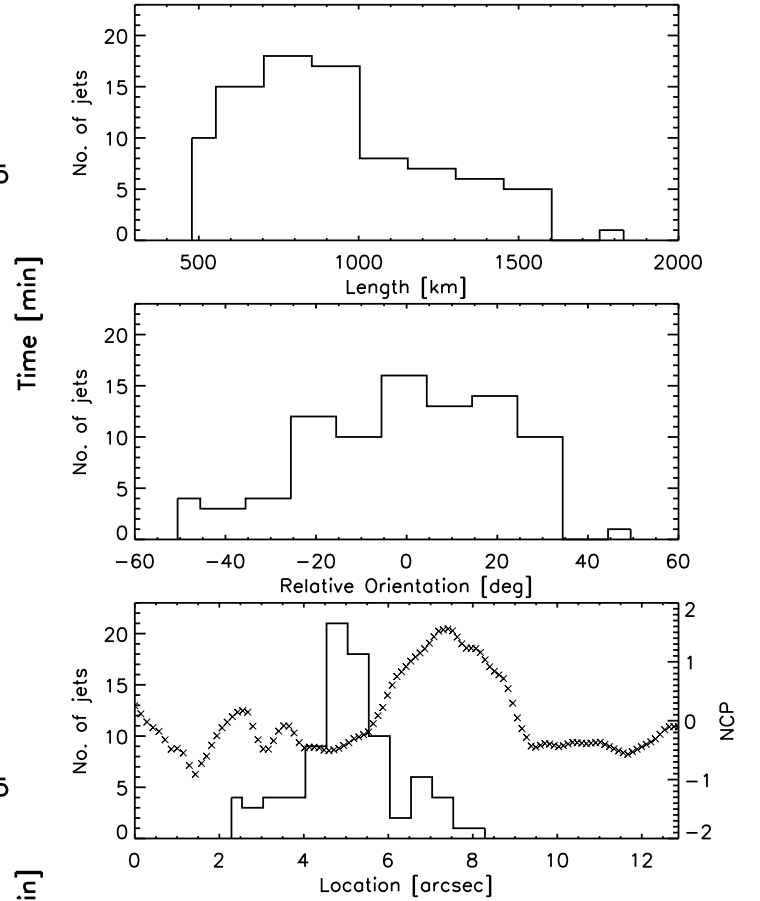 20
15
10
5
0
No. of jets
500 1000 1500 2000
Length [km]
Time [min]
20
15
10
5
0
No. of jets
−60 −40 −20 0 20 40 60
Relative Orientation [deg]
20
15
10
5
0
No. of jets
2
1
0
−1
−2
NCP
0 2 4 6 8 10 12
Location [arcsec]
in]